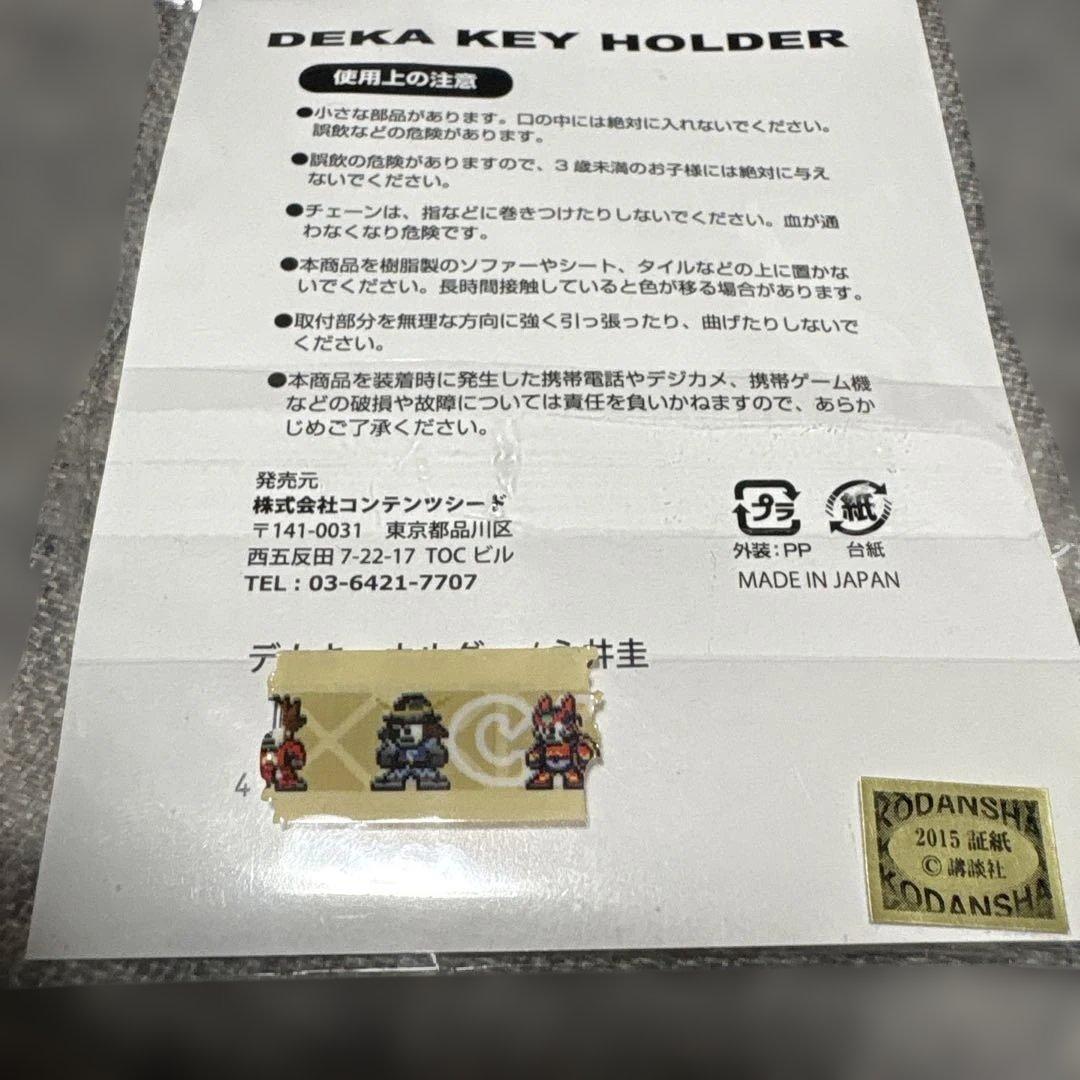 DEKA KEY HOLDER
使用上の注意
●小さな部品があります。口の中には絶対に入れないでください。
誤飲などの危険があります。
●誤飲の危険がありますので、3歳未満のお子様には絶対に与え
ないでください。
●チェーンは、指などに巻きつけたりしないでください。血が通
わなくなり危険です。
●本商品を樹脂製のソファーやシート、タイルなどの上に置かな
いでください。長時間接触していると色が移る場合があります。
●取付部分を無理な方向に強く引っ張ったり、曲げたりしないで
ください。
●本商品を装着時に発生した携帯電話やデジカメ、携帯ゲーム機
などの破損や故障については責任を負いかねますので、あらか
じめご了承ください。
発売元
株式会社コンテンツシード
〒141-0031 東京都品川区
西五反田 7-22-17 TOC ビル
TEL : 03-6421-7707
プラ
紙
外装:PP
台紙
MADE IN JAPAN
井圭
4
KODANSHA
2015 証紙
© 講談社
KODANSHA